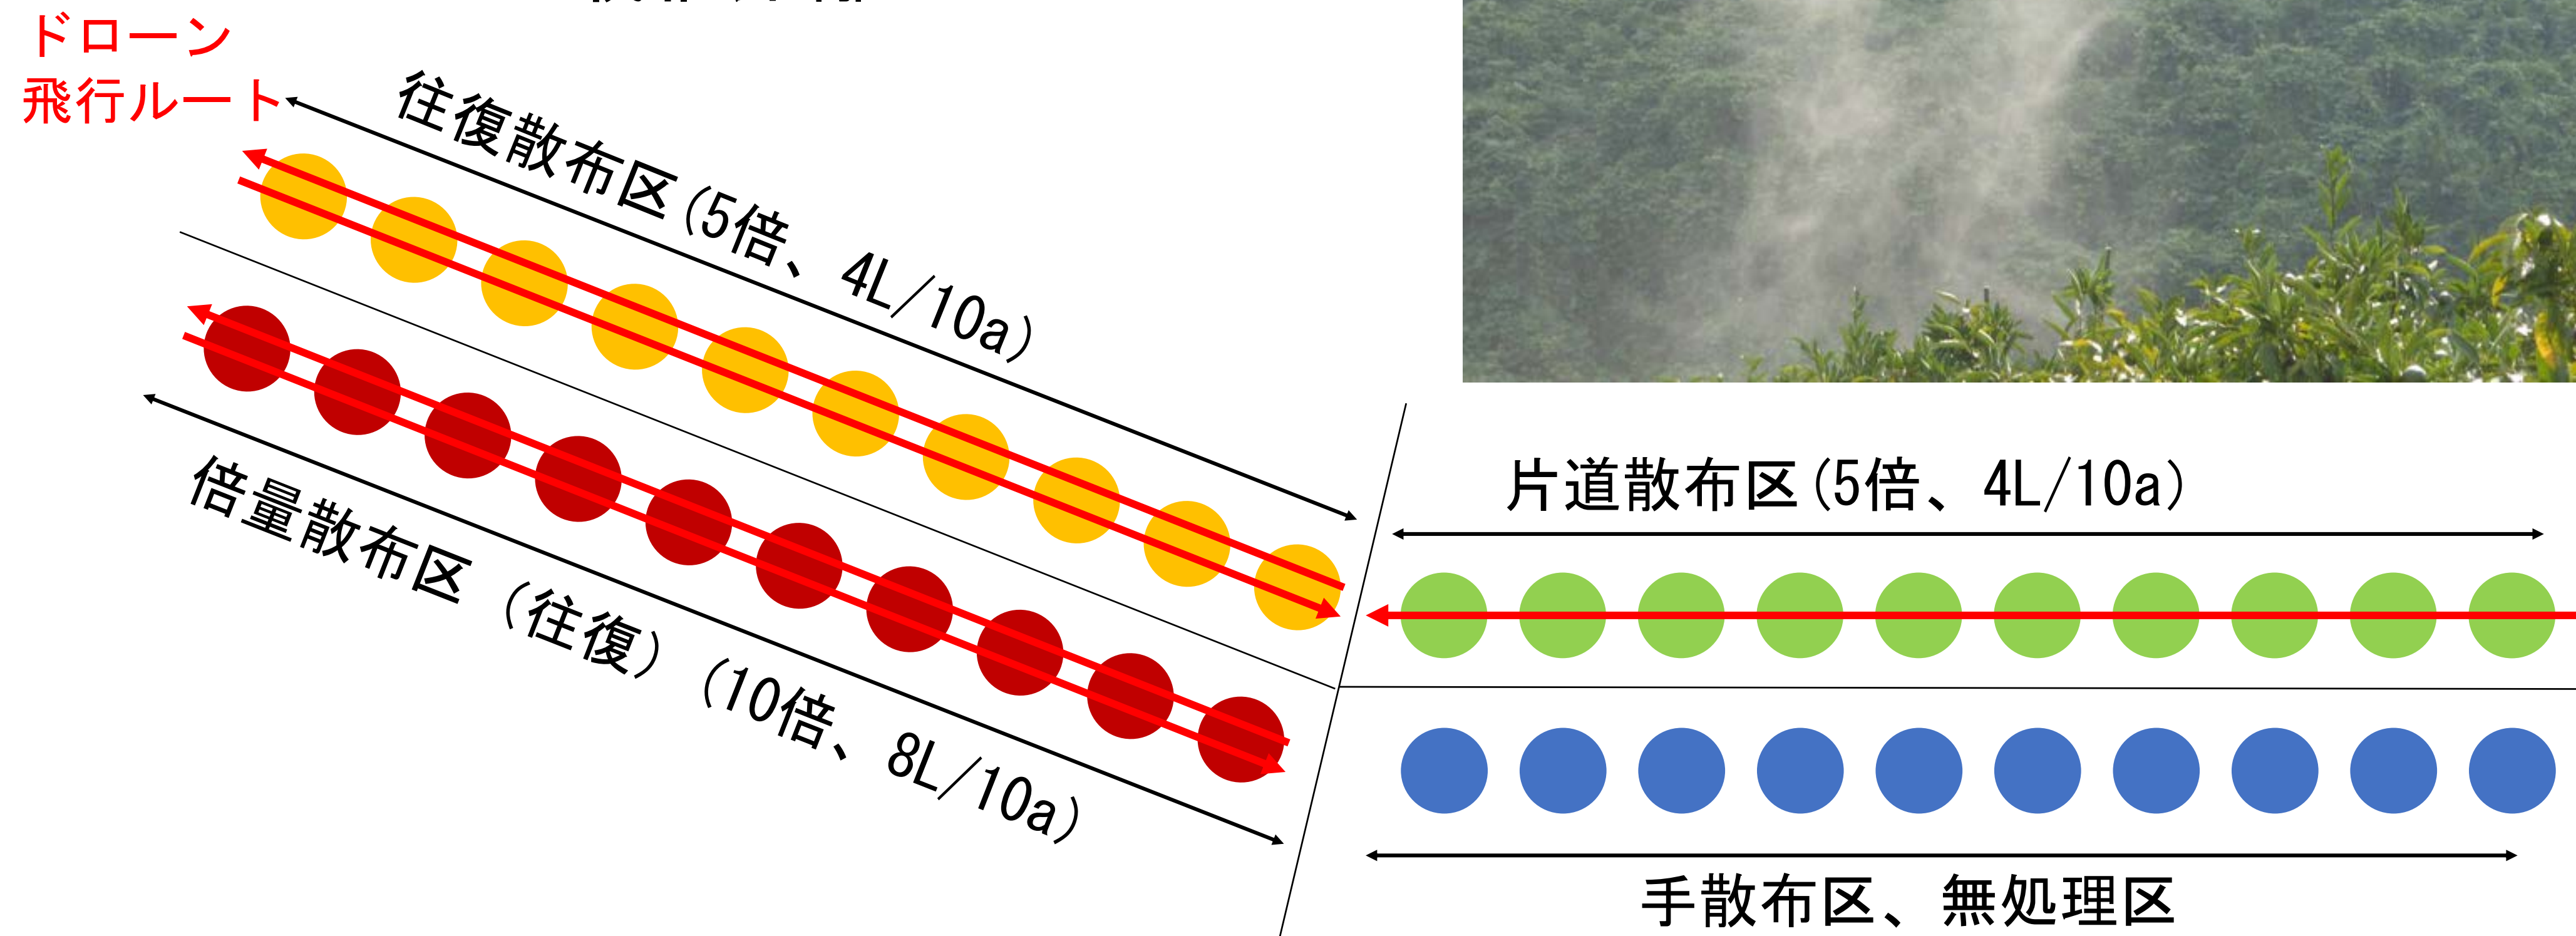 ドローン
飛行ルート
往復散布区(5倍、4L/10a)
倍量散布区（往復）(10倍、8L/10a)
片道散布区(5倍、4L/10a)
手散布区、無処理区